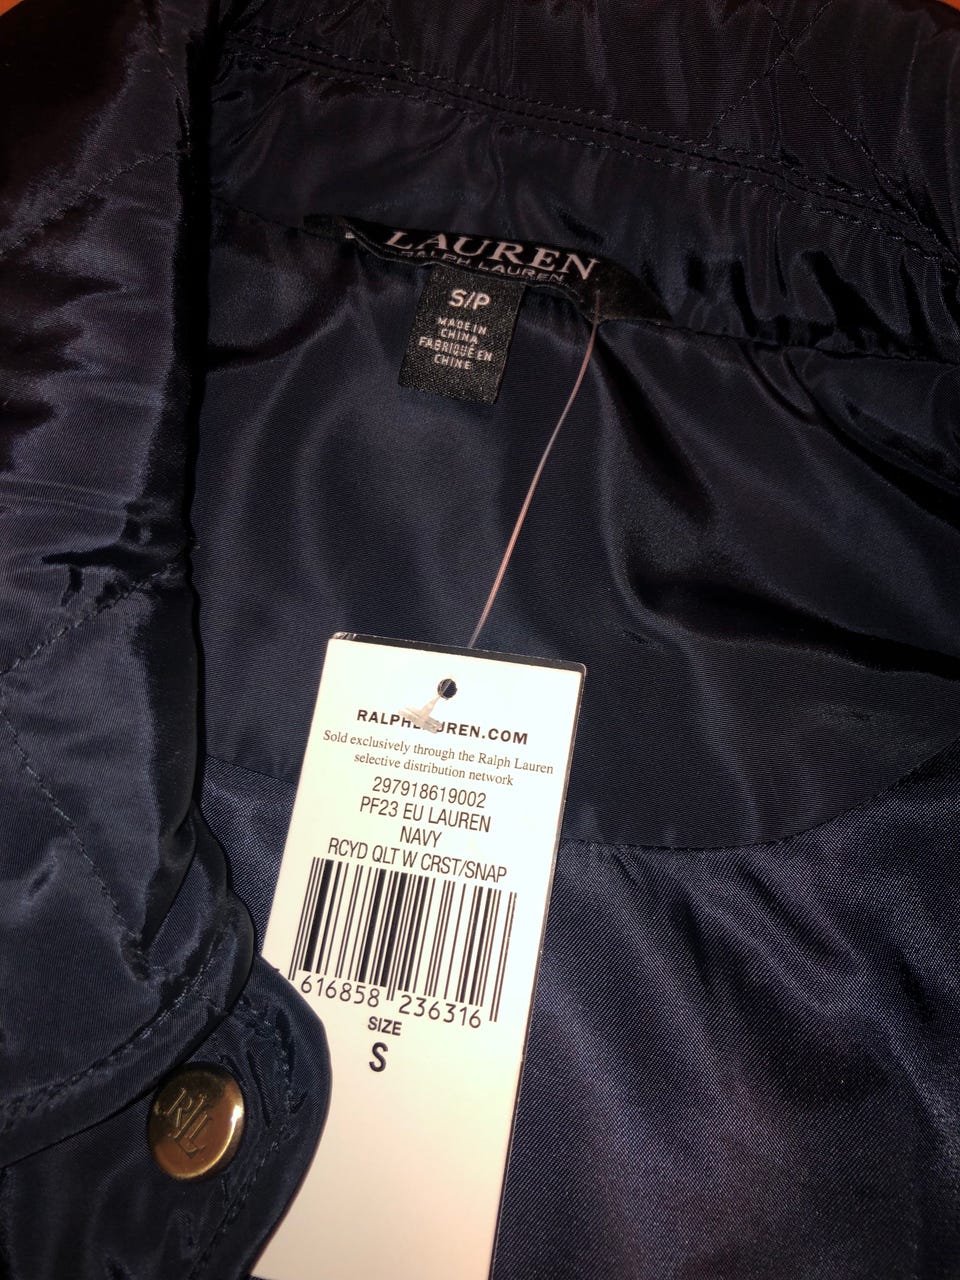 LAUREN
RALPH LAUREN
S/P
MADE IN
CHINA
FABRIQUÉ EN
CHINE
RALPHLAUREN.COM
Sold exclusively through the Ralph Lauren
selective distribution network
297918619002
PF23 EU LAUREN
NAVY
RCYD QLT W CRST/SNAP
616858 236316
SIZE
S
RLL